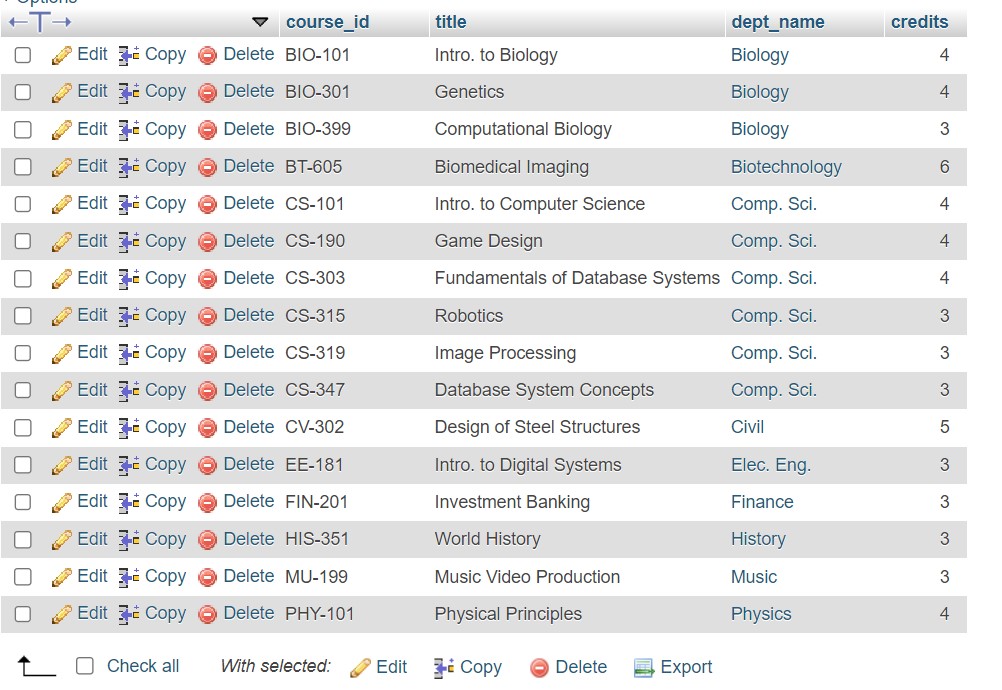 Options
course_id title dept_name credits
Edit Copy Delete BIO-101 Intro. to Biology Biology 4
Edit Copy Delete BIO-301 Genetics Biology 4
Edit Copy Delete BIO-399 Computational Biology Biology 3
Edit Copy Delete BT-605 Biomedical Imaging Biotechnology 6
Edit Copy Delete CS-101 Intro. to Computer Science Comp. Sci. 4
Edit Copy Delete CS-190 Game Design Comp. Sci. 4
Edit Copy Delete CS-303 Fundamentals of Database Systems Comp. Sci. 4
Edit Copy Delete CS-315 Robotics Comp. Sci. 3
Edit Copy Delete CS-319 Image Processing Comp. Sci. 3
Edit Copy Delete CS-347 Database System Concepts Comp. Sci. 3
Edit Copy Delete CV-302 Design of Steel Structures Civil 5
Edit Copy Delete EE-181 Intro. to Digital Systems Elec. Eng. 3
Edit Copy Delete FIN-201 Investment Banking Finance 3
Edit Copy Delete HIS-351 World History History 3
Edit Copy Delete MU-199 Music Video Production Music 3
Edit Copy Delete PHY-101 Physical Principles Physics 4
Check all With selected: Edit Copy Delete Export